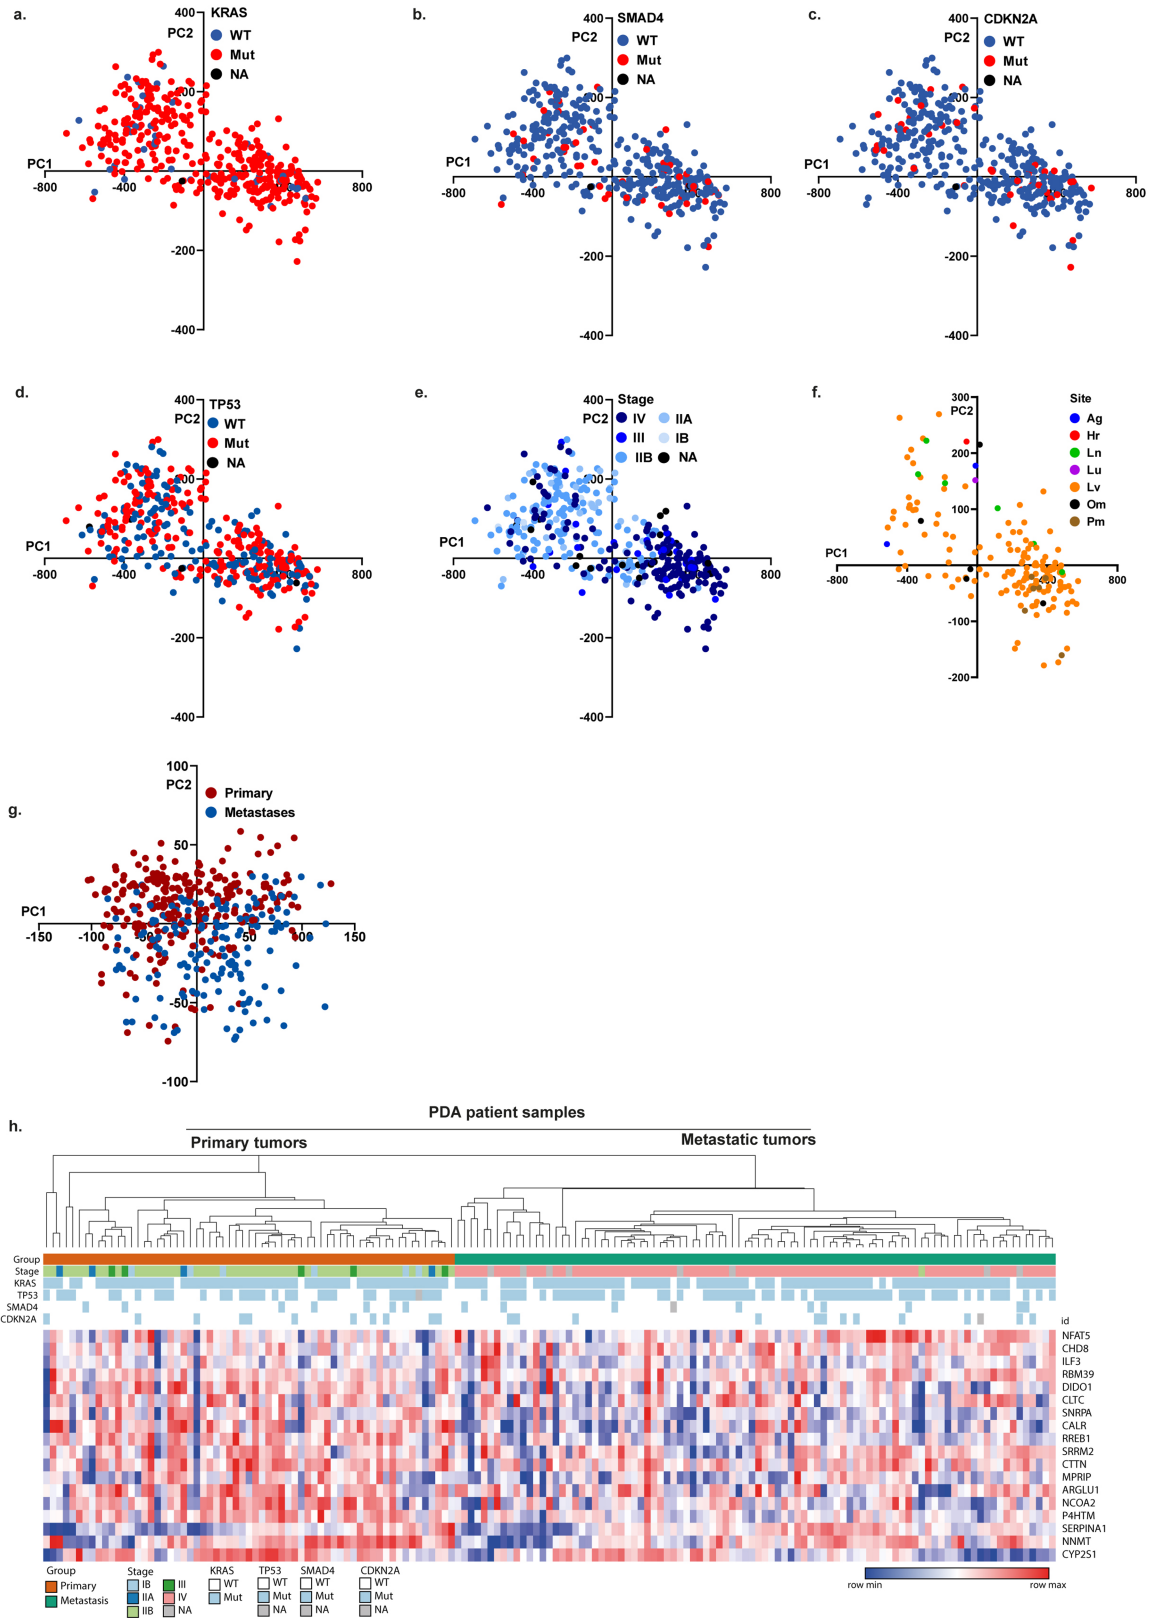 a.
KRAS
WT
Mut
NA
400
PC2
200
PC1
-800
-400
800
-200
-400
b.
SMAD4
WT
Mut
NA
400
PC2
PC1
-800
-400
800
-200
-400
c.
CDKN2A
WT
Mut
NA
400
PC2
PC1
-800
-400
800
-200
-400
d.
TP53
WT
Mut
NA
400
PC2
PC1
-800
-400
800
-200
-400
e.
Stage
IV IIA
III IB
IIB NA
400
PC2
PC1
-800
-400
800
-200
-400
f.
Site
Ag
Hr
Ln
Lu
Lv
Om
Pm
300
PC2
200
100
PC1
-800
-400
400
800
-100
-200
g.
100
PC2
Primary
Metastases
50
PC1
-150
-100
-50
50
100
150
-50
-100
h.
PDA patient samples
Primary tumors
Metastatic tumors
Group
Stage
KRAS
TP53
SMAD4
CDKN2A
id
NFAT5
CHD8
ILF3
RBM39
DIDO1
CLTC
SNRPA
CALR
RREB1
SRRM2
CTTN
MPRIP
ARGLU1
NCOA2
P4HTM
SERPINA1
NNMT
CYP2S1
Group
Primary
Metastasis
Stage
IB III
IIA IV
IIB NA
KRAS
WT
Mut
TP53
WT
Mut
NA
SMAD4
WT
Mut
NA
CDKN2A
WT
Mut
NA
row min row max